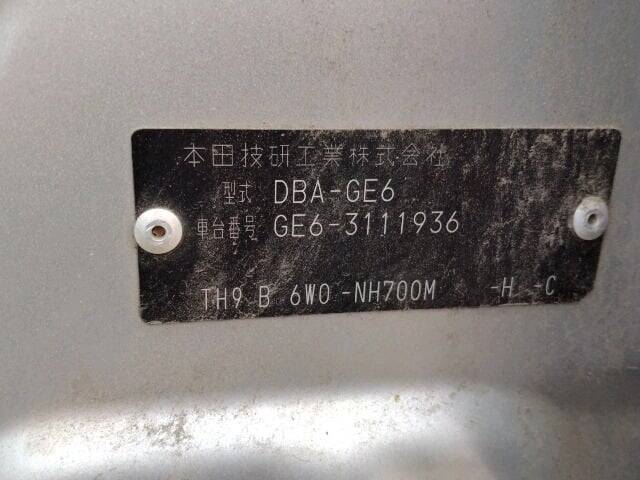 本田技研工業株式会社
型式 DBA-GE6
車台番号 GE6-3111936
TH9 B 6W0 -NH700M -H -C